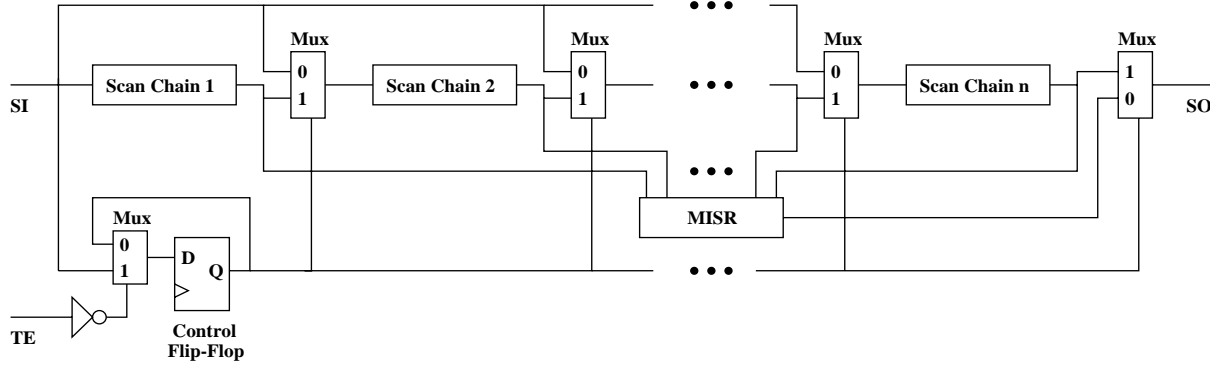 Mux
Mux
Mux
Mux
0
1
0
1
0
1
1
0
Scan Chain 1
Scan Chain 2
Scan Chain n
SI
SO
MISR
Mux
0
1
D
Q
TE
Control
Flip-Flop